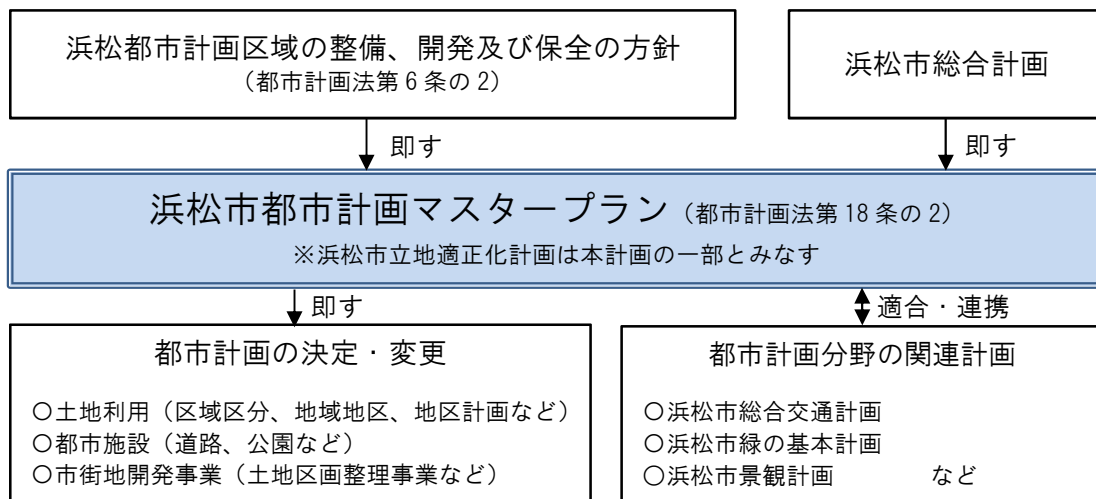 浜松都市計画区域の整備、開発及び保全の方針
（都市計画法第６条の２）
浜松市総合計画
即す
即す
浜松市都市計画マスタープラン（都市計画法第 18 条の２）
※浜松市立地適正化計画は本計画の一部とみなす
即す
適合・連携
都市計画の決定・変更
○土地利用（区域区分、地域地区、地区計画など）
○都市施設（道路、公園など）
○市街地開発事業（土地区画整理事業など）
都市計画分野の関連計画
○浜松市総合交通計画
○浜松市緑の基本計画
○浜松市景観計画　　　など